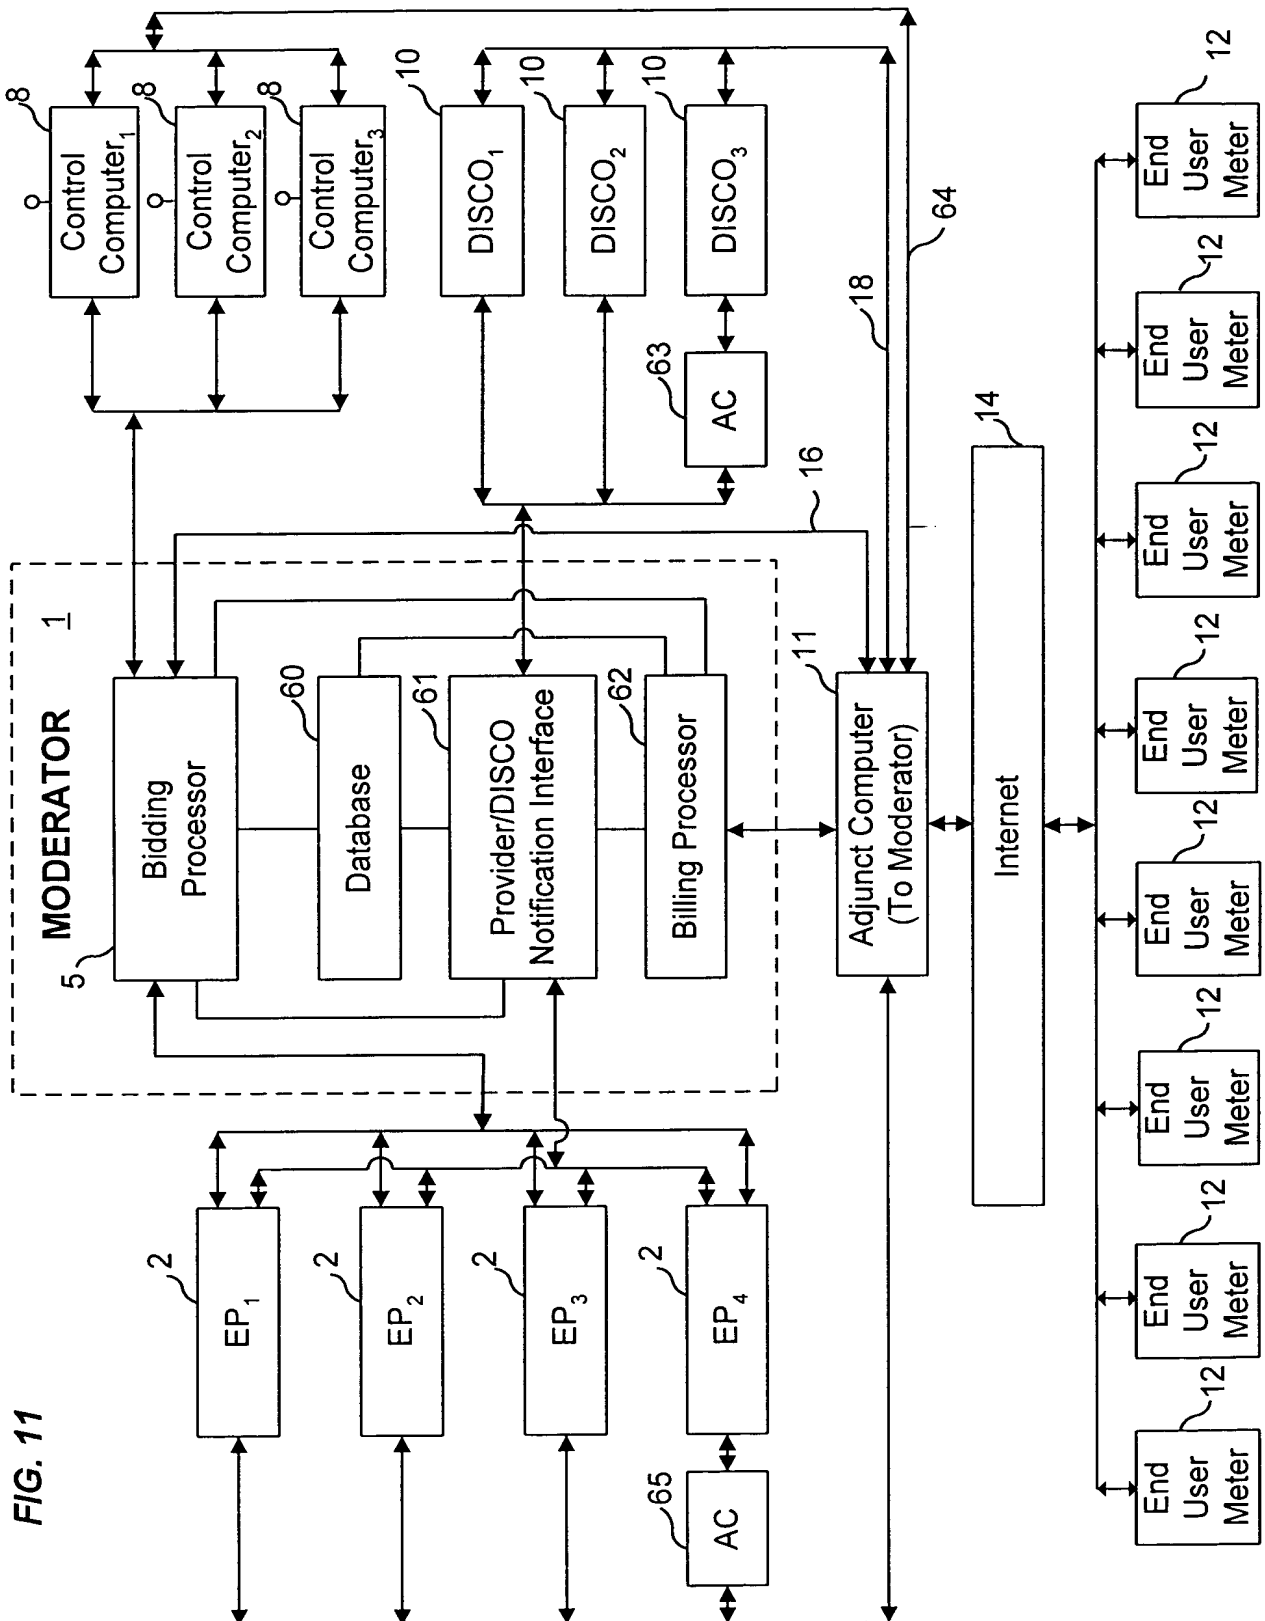 FIG. 11
MODERATOR
1
5
Bidding
Processor
60
Database
61
Provider/DISCO
Notification Interface
62
Billing Processor
2
EP1
2
EP2
2
EP3
2
EP4
65
AC
8
Control
Computer1
8
Control
Computer2
8
Control
Computer3
10
DISCO1
10
DISCO2
10
DISCO3
63
AC
16
18
64
11
Adjunct Computer
(To Moderator)
14
Internet
12
End
User
Meter
12
End
User
Meter
12
End
User
Meter
12
End
User
Meter
12
End
User
Meter
12
End
User
Meter
12
End
User
Meter
12
End
User
Meter